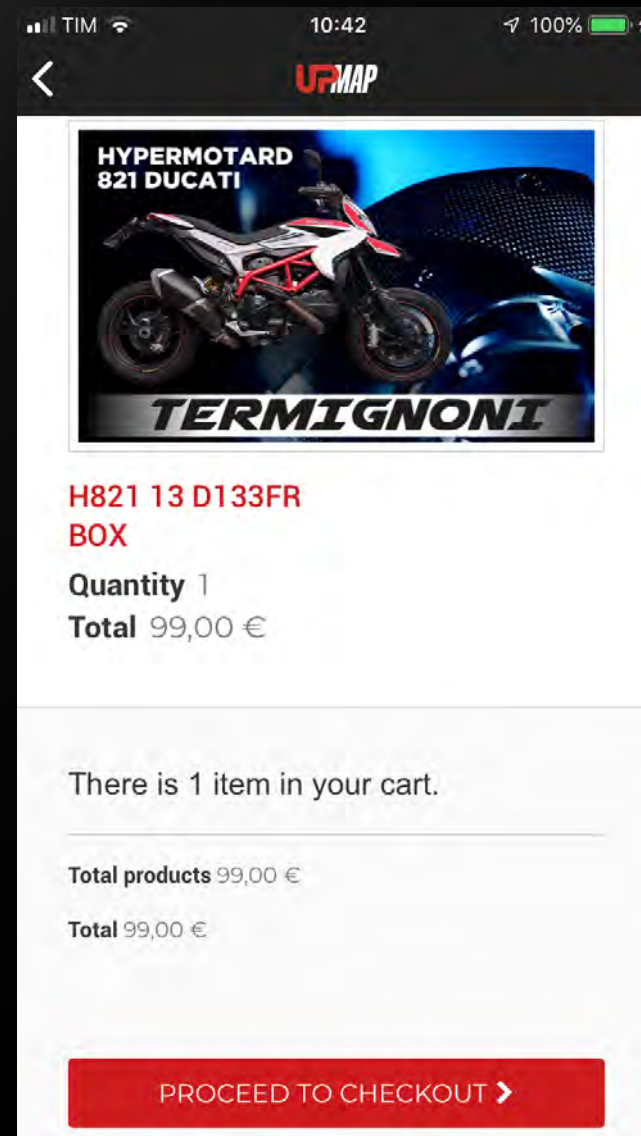 TIM 10:42 100%
UPMAP
HYPERMOTARD
821 DUCATI
TERMIGNONI
H821 13 D133FR
BOX
Quantity 1
Total 99,00 €
There is 1 item in your cart.
Total products 99,00 €
Total 99,00 €
PROCEED TO CHECKOUT